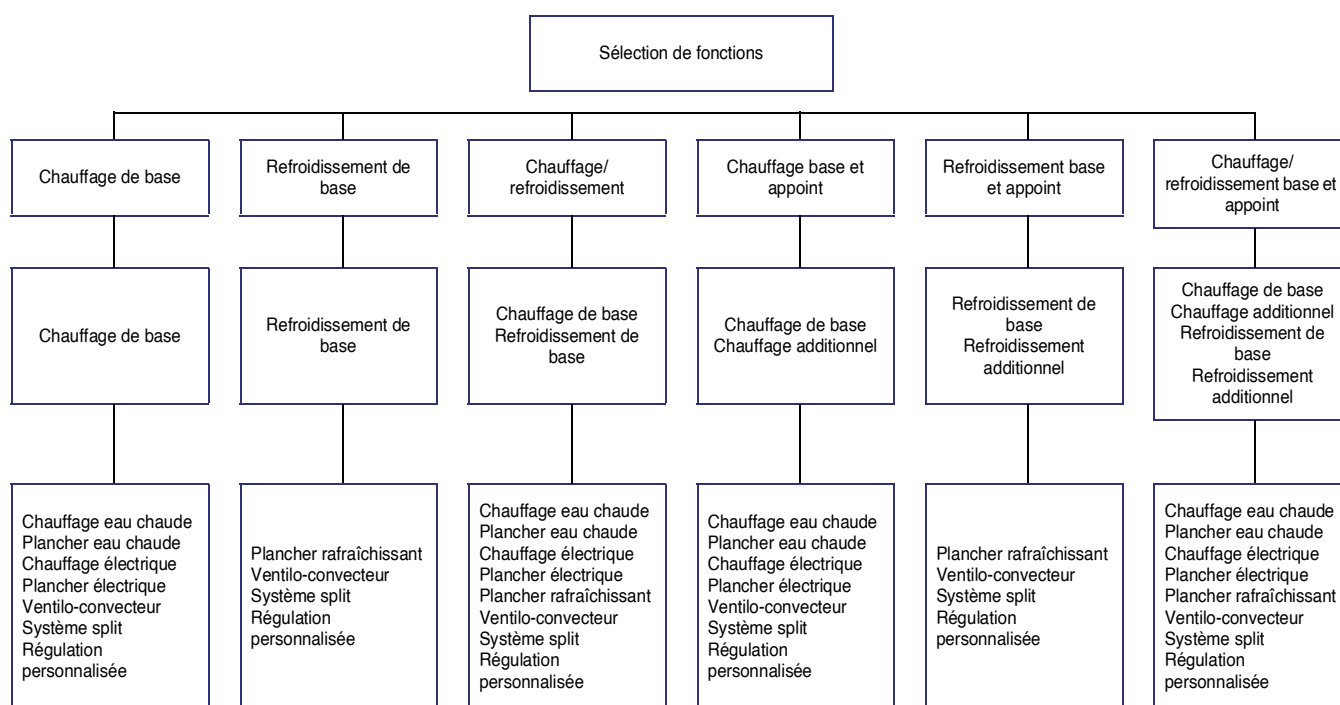 Sélection de fonctions
Chauffage de base
Refroidissement de
base
Chauffage/
refroidissement
Chauffage base et
appoint
Refroidissement base
et appoint
Chauffage/
refroidissement base et
appoint
Chauffage de base
Refroidissement de
base
Chauffage de base
Refroidissement de
base
Chauffage de base
Chauffage additionnel
Refroidissement de
base
Refroidissement
additionnel
Chauffage de base
Chauffage additionnel
Refroidissement de
base
Refroidissement
additionnel
Chauffage eau chaude
Plancher eau chaude
Chauffage électrique
Plancher électrique
Ventilo-convecteur
Système split
Régulation
personnalisée
Plancher rafraîchissant
Ventilo-convecteur
Système split
Régulation
personnalisée
Chauffage eau chaude
Plancher eau chaude
Chauffage électrique
Plancher électrique
Plancher rafraîchissant
Ventilo-convecteur
Système split
Régulation
personnalisée
Chauffage eau chaude
Plancher eau chaude
Chauffage électrique
Plancher électrique
Ventilo-convecteur
Système split
Régulation
personnalisée
Plancher rafraîchissant
Ventilo-convecteur
Système split
Régulation
personnalisée
Chauffage eau chaude
Plancher eau chaude
Chauffage électrique
Plancher électrique
Plancher rafraîchissant
Ventilo-convecteur
Système split
Régulation
personnalisée